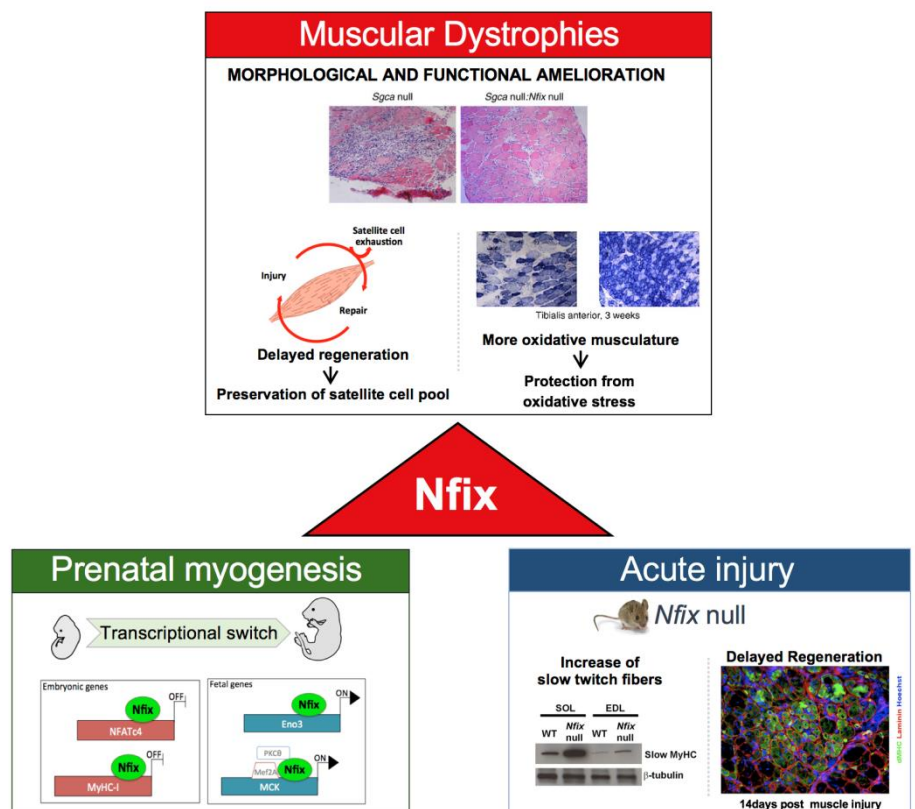 Muscular Dystrophies
MORPHOLOGICAL AND FUNCTIONAL AMELIORATION
Sgca null
Sgca null:Nfix null
Satellite cell
exhaustion
Injury
Repair
Delayed regeneration
Preservation of satellite cell pool
Tibialis anterior, 3 weeks
More oxidative musculature
Protection from
oxidative stress
Nfix
Prenatal myogenesis
Transcriptional switch
Embryonic genes
OFF
Nfix
NFATc4
OFF
Nfix
MyHC-I
Fetal genes
ON
Nfix
Eno3
PKCθ
Mef2A
Nfix
ON
MCK
Acute injury
Nfix null
Increase of
slow twitch fibers
SOL EDL
WT Nfix null WT Nfix null
Slow MyHC
β-tubulin
Delayed Regeneration
Laminin Hoechst
14days post muscle injury